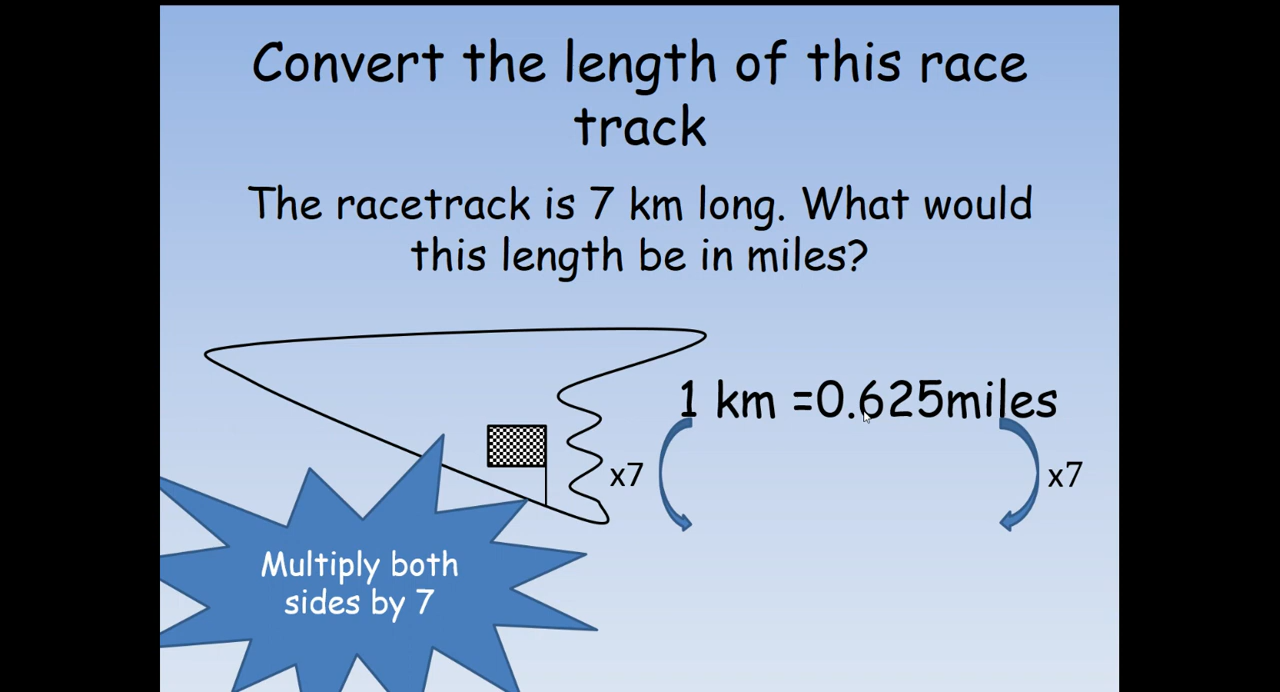 Convert the length of this race
track
The racetrack is 7 km long. What would
this length be in miles?
1 km =0.625miles
x7
x7
Multiply both
sides by 7